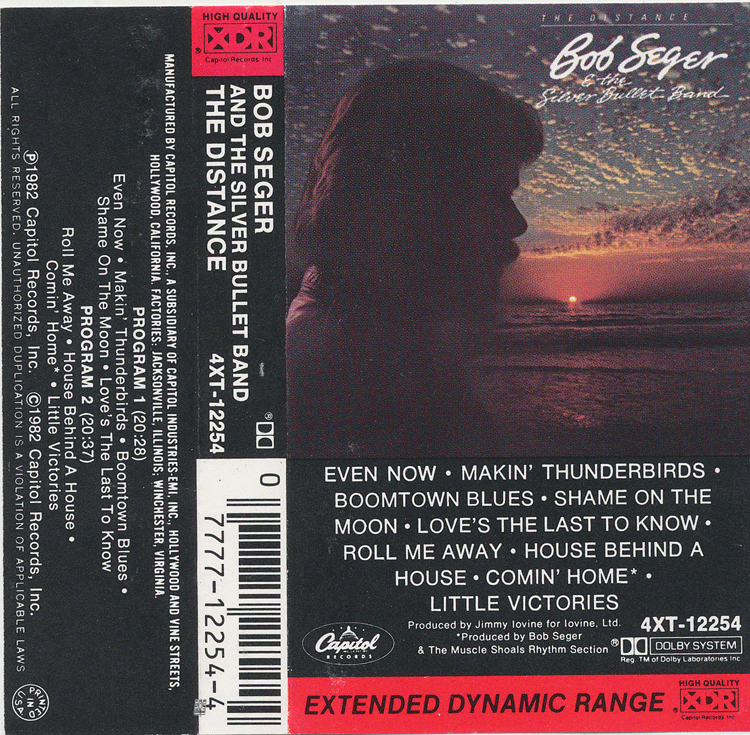 THE DISTANCE
Bob Seger
& the
Silver Bullet Band
EVEN NOW • MAKIN' THUNDERBIRDS •
BOOMTOWN BLUES • SHAME ON THE
MOON • LOVE'S THE LAST TO KNOW •
ROLL ME AWAY • HOUSE BEHIND A
HOUSE • COMIN' HOME* •
LITTLE VICTORIES
Produced by Jimmy Iovine for Iovine, Ltd.
*Produced by Bob Seger
& The Muscle Shoals Rhythm Section
4XT-12254
® DOLBY SYSTEM
Reg. TM of Dolby Laboratories Inc
Capitol
RECORDS
EXTENDED DYNAMIC RANGE
HIGH QUALITY
XDR
Capitol Records, Inc
HIGH QUALITY
® XDR
Capitol Records, Inc
BOB SEGER
AND THE SILVER BULLET BAND
THE DISTANCE
4XT-12254
®
0 7777-12254-4
MANUFACTURED BY CAPITOL RECORDS, INC., A SUBSIDIARY OF CAPITOL INDUSTRIES-EMI, INC., HOLLYWOOD AND VINE STREETS,
HOLLYWOOD, CALIFORNIA. FACTORIES: JACKSONVILLE, ILLINOIS; WINCHESTER, VIRGINIA.
PROGRAM 1 (20:28)
Even Now • Makin' Thunderbirds • Boomtown Blues •
Shame On The Moon • Love's The Last To Know
PROGRAM 2 (20:37)
Roll Me Away • House Behind A House •
Comin' Home* • Little Victories
℗1982 Capitol Records, Inc. ©1982 Capitol Records, Inc.
ALL RIGHTS RESERVED. UNAUTHORIZED DUPLICATION IS A VIOLATION OF APPLICABLE LAWS
PRINTED IN U.S.A.